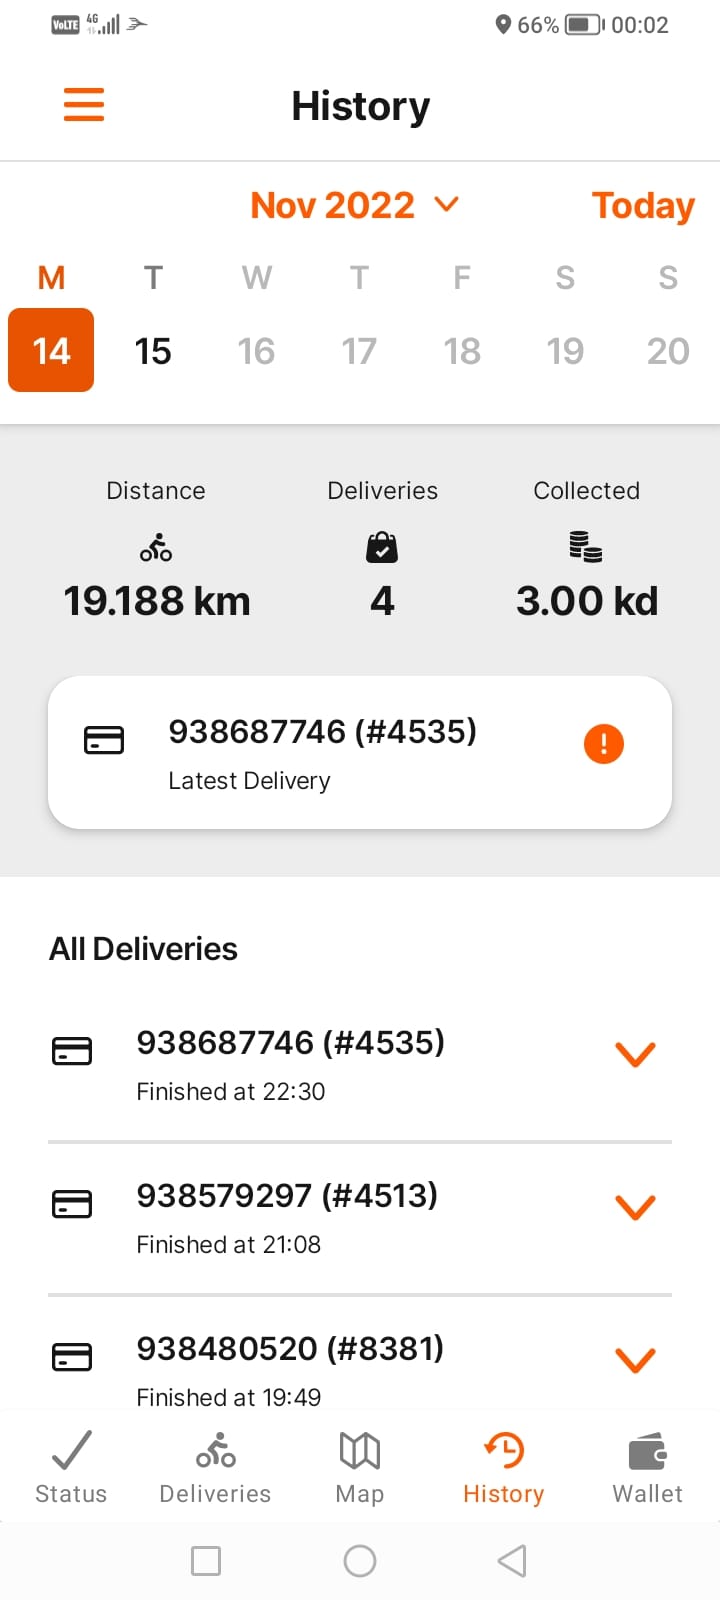 VoLTE 4G 66% 00:02
History
Nov 2022 Today
M T W T F S S
14 15 16 17 18 19 20
Distance Deliveries Collected
19.188 km 4 3.00 kd
938687746 (#4535)
Latest Delivery
All Deliveries
938687746 (#4535)
Finished at 22:30
938579297 (#4513)
Finished at 21:08
938480520 (#8381)
Finished at 19:49
Status Deliveries Map History Wallet